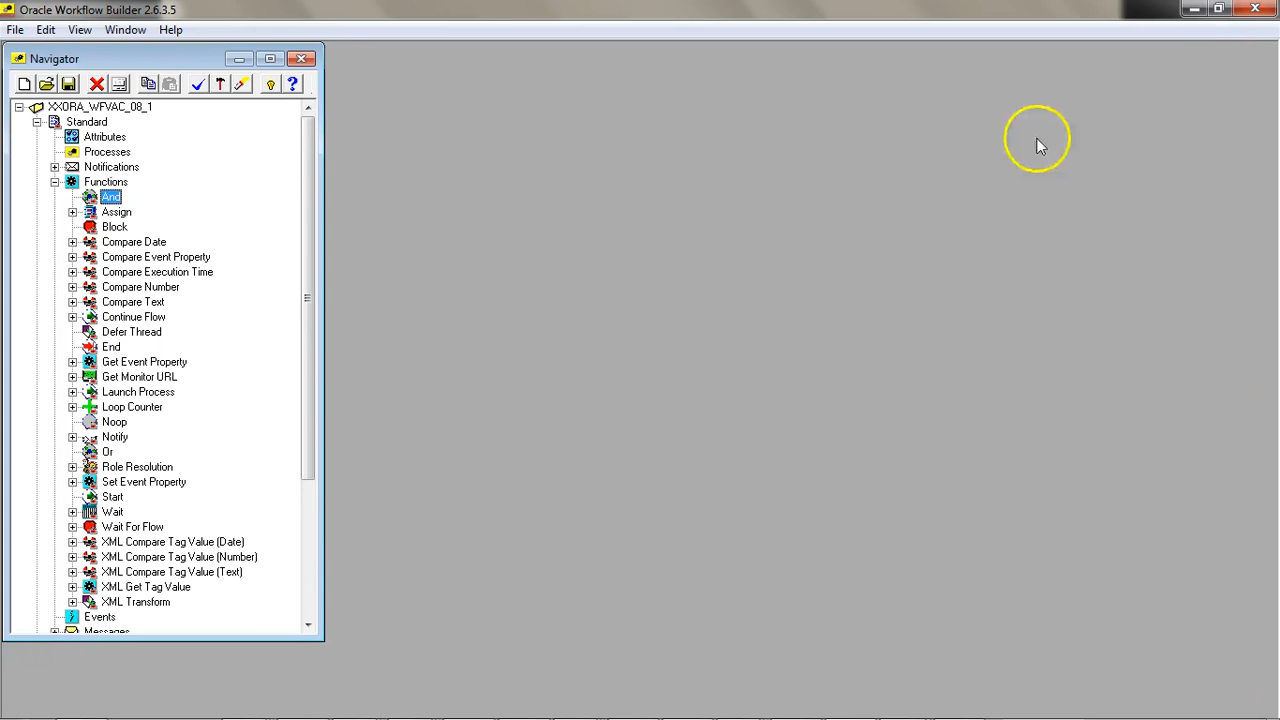 Oracle Workflow Builder 2.6.3.5
File Edit View Window Help
Navigator
XXORA_WFVAC_08_1
Standard
Attributes
Processes
Notifications
Functions
And
Assign
Block
Compare Date
Compare Event Property
Compare Execution Time
Compare Number
Compare Text
Continue Flow
Defer Thread
End
Get Event Property
Get Monitor URL
Launch Process
Loop Counter
Noop
Notify
Or
Role Resolution
Set Event Property
Start
Wait
Wait For Flow
XML Compare Tag Value (Date)
XML Compare Tag Value (Number)
XML Compare Tag Value (Text)
XML Get Tag Value
XML Transform
Events
Messages